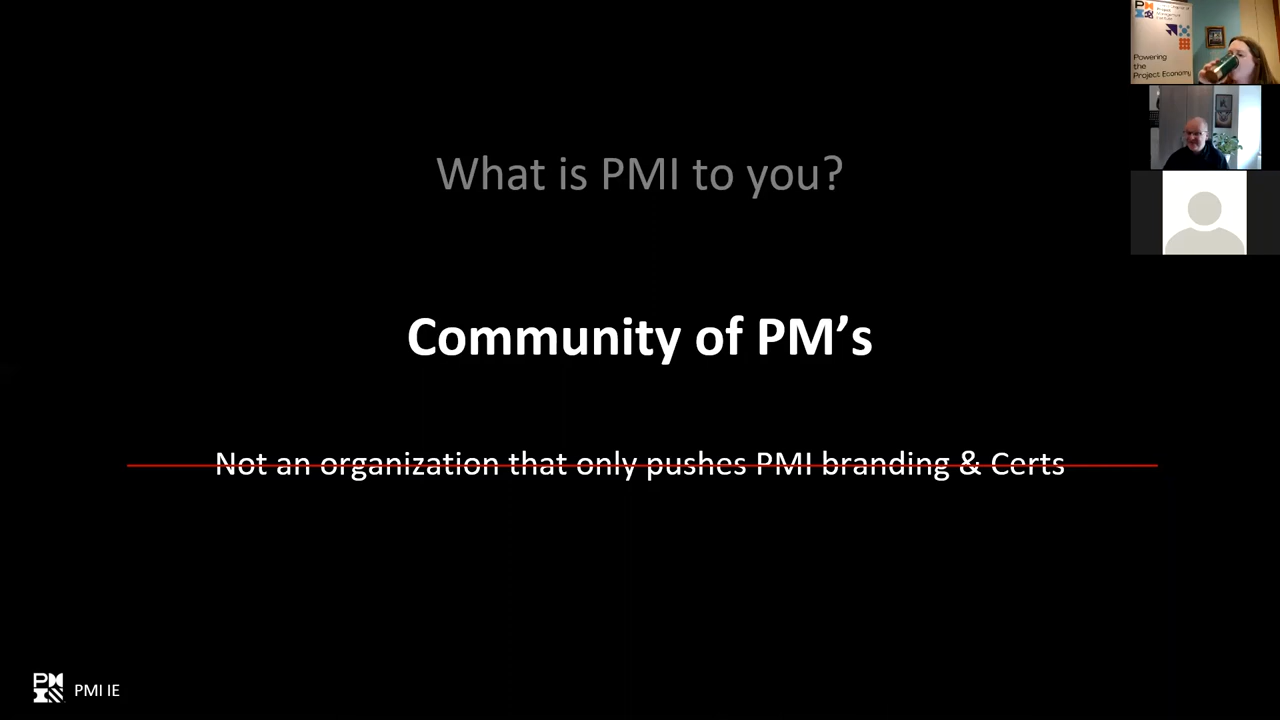 What is PMI to you?
Community of PM’s
Not an organization that only pushes PMI branding & Certs
PMI IE
Powering
the
Project Economy